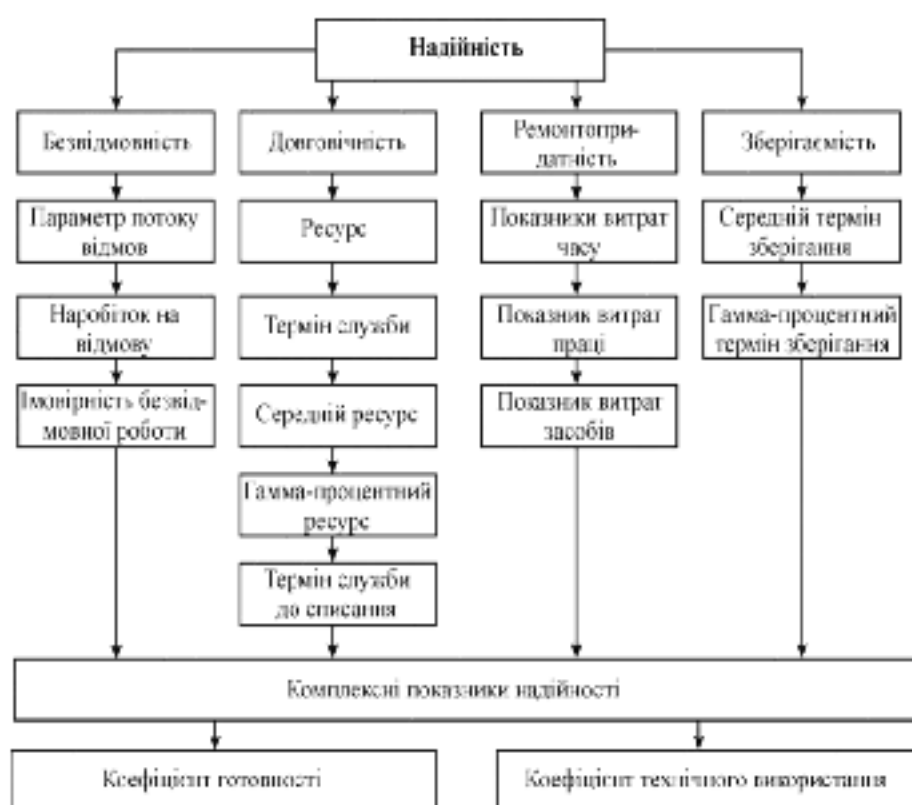 Надійність
Безвідмовність
Довговічність
Ремонтопри-
датність
Зберігаємість
Параметр потоку
відмов
Ресурс
Показники витрат
часу
Середній термін
зберігання
Наробіток на
відмову
Термін служби
Показник витрат
праці
Гамма-процентний
термін зберігання
Імовірність безвід-
мовної роботи
Середній ресурс
Показник витрат
засобів
Гамма-процентний
ресурс
Термін служби
до списання
Комплексні показники надійності
Коефіцієнт готовності
Коефіцієнт технічного використання